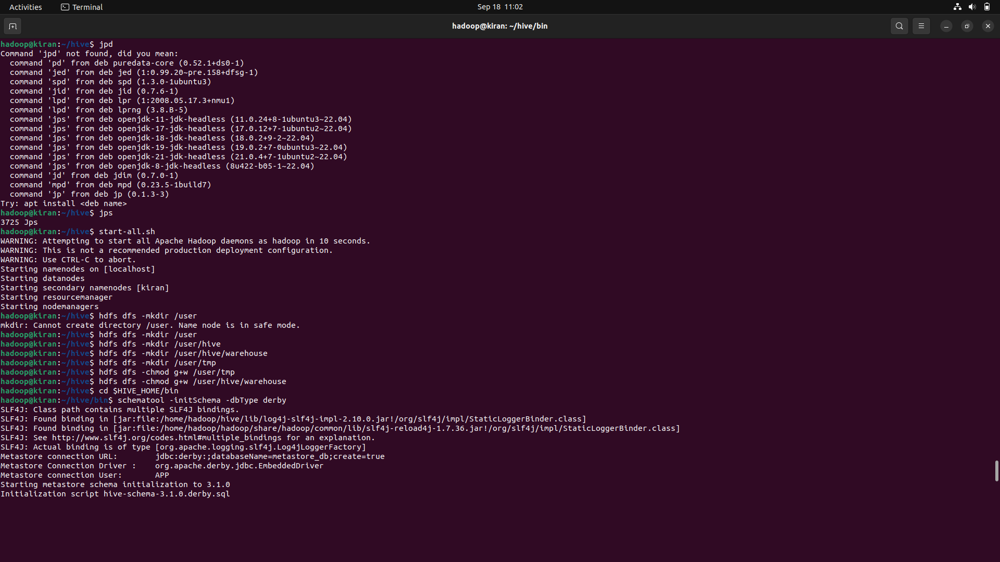 Activities
Terminal
Sep 18 11:02
hadoop@kiran: ~/hive/bin
hadoop@kiran:~/hive$ jpd
Command 'jpd' not found, did you mean:
  command 'pd' from deb puredata-core (0.52.1+ds0-1)
  command 'jed' from deb jed (1:0.99.20~pre.158+dfsg-1)
  command 'spd' from deb spd (1.3.0-1ubuntu3)
  command 'jid' from deb jid (0.7.6-1)
  command 'lpd' from deb lpr (1:2008.05.17.3+nmu1)
  command 'lpd' from deb lprng (3.8.B-5)
  command 'jps' from deb openjdk-11-jdk-headless (11.0.24+8-1ubuntu3~22.04)
  command 'jps' from deb openjdk-17-jdk-headless (17.0.12+7-1ubuntu2~22.04)
  command 'jps' from deb openjdk-18-jdk-headless (18.0.2+9-2~22.04)
  command 'jps' from deb openjdk-19-jdk-headless (19.0.2+7-0ubuntu3~22.04)
  command 'jps' from deb openjdk-21-jdk-headless (21.0.4+7-1ubuntu2~22.04)
  command 'jps' from deb openjdk-8-jdk-headless (8u422-b05-1~22.04)
  command 'jd' from deb jdim (0.7.0-1)
  command 'mpd' from deb mpd (0.23.5-1build7)
  command 'jp' from deb jp (0.1.3-3)
Try: apt install <deb name>
hadoop@kiran:~/hive$ jps
3725 Jps
hadoop@kiran:~/hive$ start-all.sh
WARNING: Attempting to start all Apache Hadoop daemons as hadoop in 10 seconds.
WARNING: This is not a recommended production deployment configuration.
WARNING: Use CTRL-C to abort.
Starting namenodes on [localhost]
Starting datanodes
Starting secondary namenodes [kiran]
Starting resourcemanager
Starting nodemanagers
hadoop@kiran:~/hive$ hdfs dfs -mkdir /user
mkdir: Cannot create directory /user. Name node is in safe mode.
hadoop@kiran:~/hive$ hdfs dfs -mkdir /user
hadoop@kiran:~/hive$ hdfs dfs -mkdir /user/hive
hadoop@kiran:~/hive$ hdfs dfs -mkdir /user/hive/warehouse
hadoop@kiran:~/hive$ hdfs dfs -mkdir /user/tmp
hadoop@kiran:~/hive$ hdfs dfs -chmod g+w /user/tmp
hadoop@kiran:~/hive$ hdfs dfs -chmod g+w /user/hive/warehouse
hadoop@kiran:~/hive$ cd $HIVE_HOME/bin
hadoop@kiran:~/hive/bin$ schematool -initSchema -dbType derby
SLF4J: Class path contains multiple SLF4J bindings.
SLF4J: Found binding in [jar:file:/home/hadoop/hive/lib/log4j-slf4j-impl-2.10.0.jar!/org/slf4j/impl/StaticLoggerBinder.class]
SLF4J: Found binding in [jar:file:/home/hadoop/hadoop/share/hadoop/common/lib/slf4j-reload4j-1.7.36.jar!/org/slf4j/impl/StaticLoggerBinder.class]
SLF4J: See http://www.slf4j.org/codes.html#multiple_bindings for an explanation.
SLF4J: Actual binding is of type [org.apache.logging.slf4j.Log4jLoggerFactory]
Metastore connection URL:        jdbc:derby:;databaseName=metastore_db;create=true
Metastore Connection Driver :    org.apache.derby.jdbc.EmbeddedDriver
Metastore connection User:       APP
Starting metastore schema initialization to 3.1.0
Initialization script hive-schema-3.1.0.derby.sql